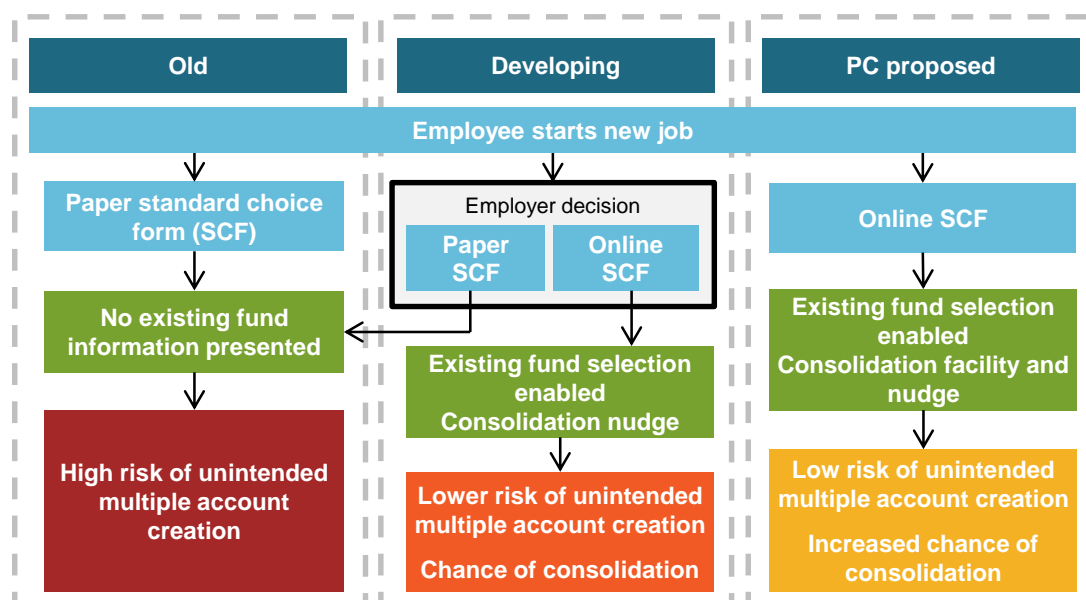 Old
Developing
PC proposed
Employee starts new job
Paper standard choice
form (SCF)
No existing fund
information presented
High risk of unintended
multiple account
creation
Employer decision
Paper
SCF
Online
SCF
Existing fund selection
enabled
Consolidation nudge
Lower risk of unintended
multiple account creation
Chance of consolidation
Online SCF
Existing fund selection
enabled
Consolidation facility and
nudge
Low risk of unintended
multiple account creation
Increased chance of
consolidation